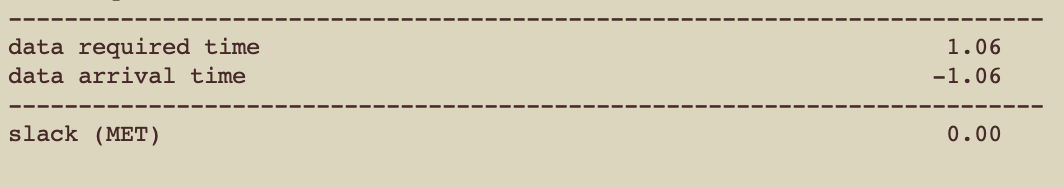 --------------------------------------------------------------------------
data required time                                                 1.06
data arrival time                                                 -1.06
--------------------------------------------------------------------------
slack (MET)                                                        0.00